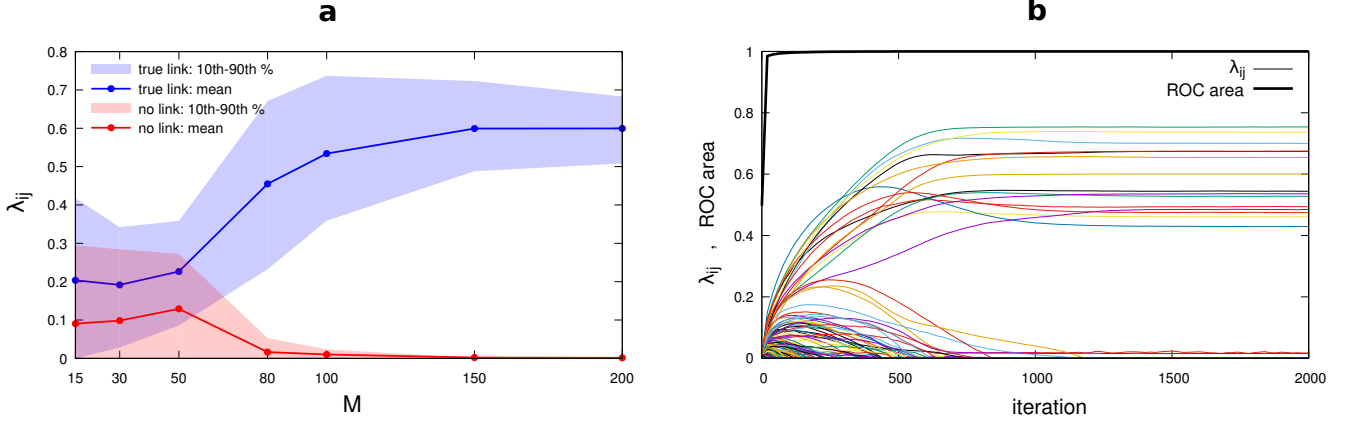 a
0.8
0.7
0.6
0.5
0.4
0.3
0.2
0.1
0
λij
true link: 10th-90th %
true link: mean
no link: 10th-90th %
no link: mean
15 30 50 80 100 150 200
M
b
1
0.8
0.6
0.4
0.2
0
λij , ROC area
λij
ROC area
0 500 1000 1500 2000
iteration